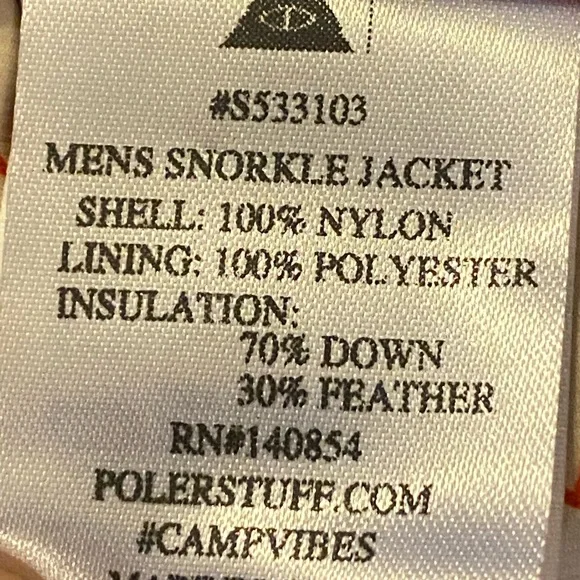 #S533103
MENS SNORKLE JACKET
SHELL: 100% NYLON
LINING: 100% POLYESTER
INSULATION:
70% DOWN
30% FEATHER
RN#140854
POLERSTUFF.COM
#CAMPVIBES